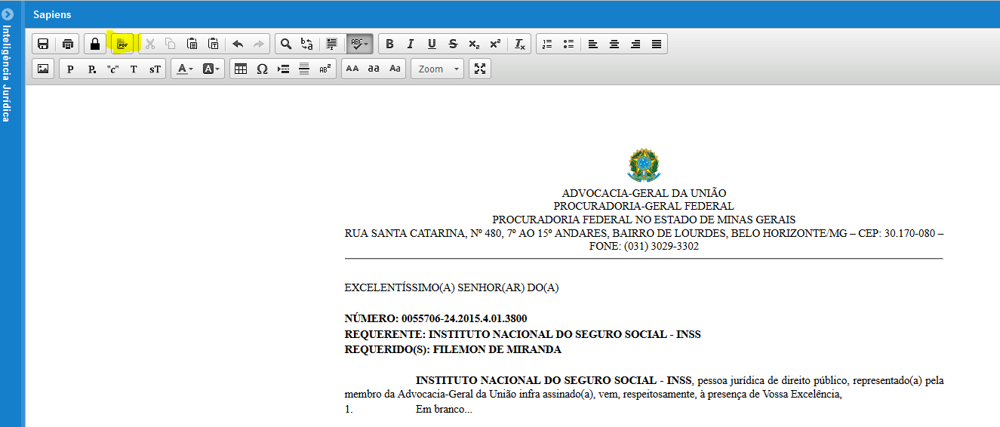 Sapiens
Inteligência Jurídica
PDF
ABC
B I U S x₂ x² Tx
P P. "c" T sT A A Ω AB² AA aa Aa Zoom
ADVOCACIA-GERAL DA UNIÃO
PROCURADORIA-GERAL FEDERAL
PROCURADORIA FEDERAL NO ESTADO DE MINAS GERAIS
RUA SANTA CATARINA, Nº 480, 7º AO 15º ANDARES, BAIRRO DE LOURDES, BELO HORIZONTE/MG – CEP: 30.170-080 –
FONE: (031) 3029-3302
EXCELENTÍSSIMO(A) SENHOR(AR) DO(A)
NÚMERO: 0055706-24.2015.4.01.3800
REQUERENTE: INSTITUTO NACIONAL DO SEGURO SOCIAL - INSS
REQUERIDO(S): FILEMON DE MIRANDA
INSTITUTO NACIONAL DO SEGURO SOCIAL - INSS, pessoa jurídica de direito público, representado(a) pela
membro da Advocacia-Geral da União infra assinado(a), vem, respeitosamente, à presença de Vossa Excelência,
1. Em branco...